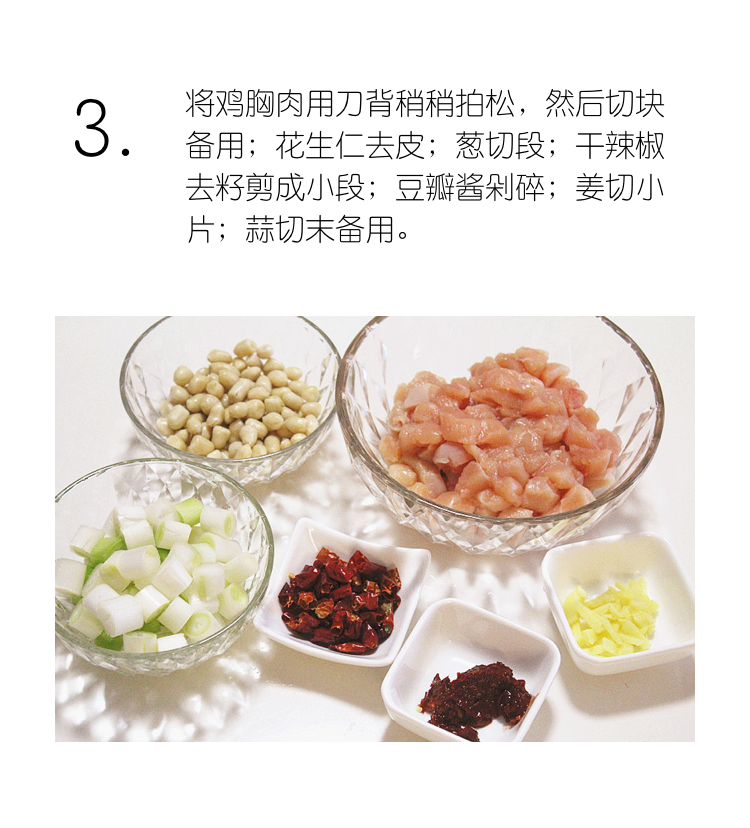 3.
将鸡胸肉用刀背稍稍拍松，然后切块
备用；花生仁去皮；葱切段；干辣椒
去籽剪成小段；豆瓣酱剁碎；姜切小
片；蒜切末备用。